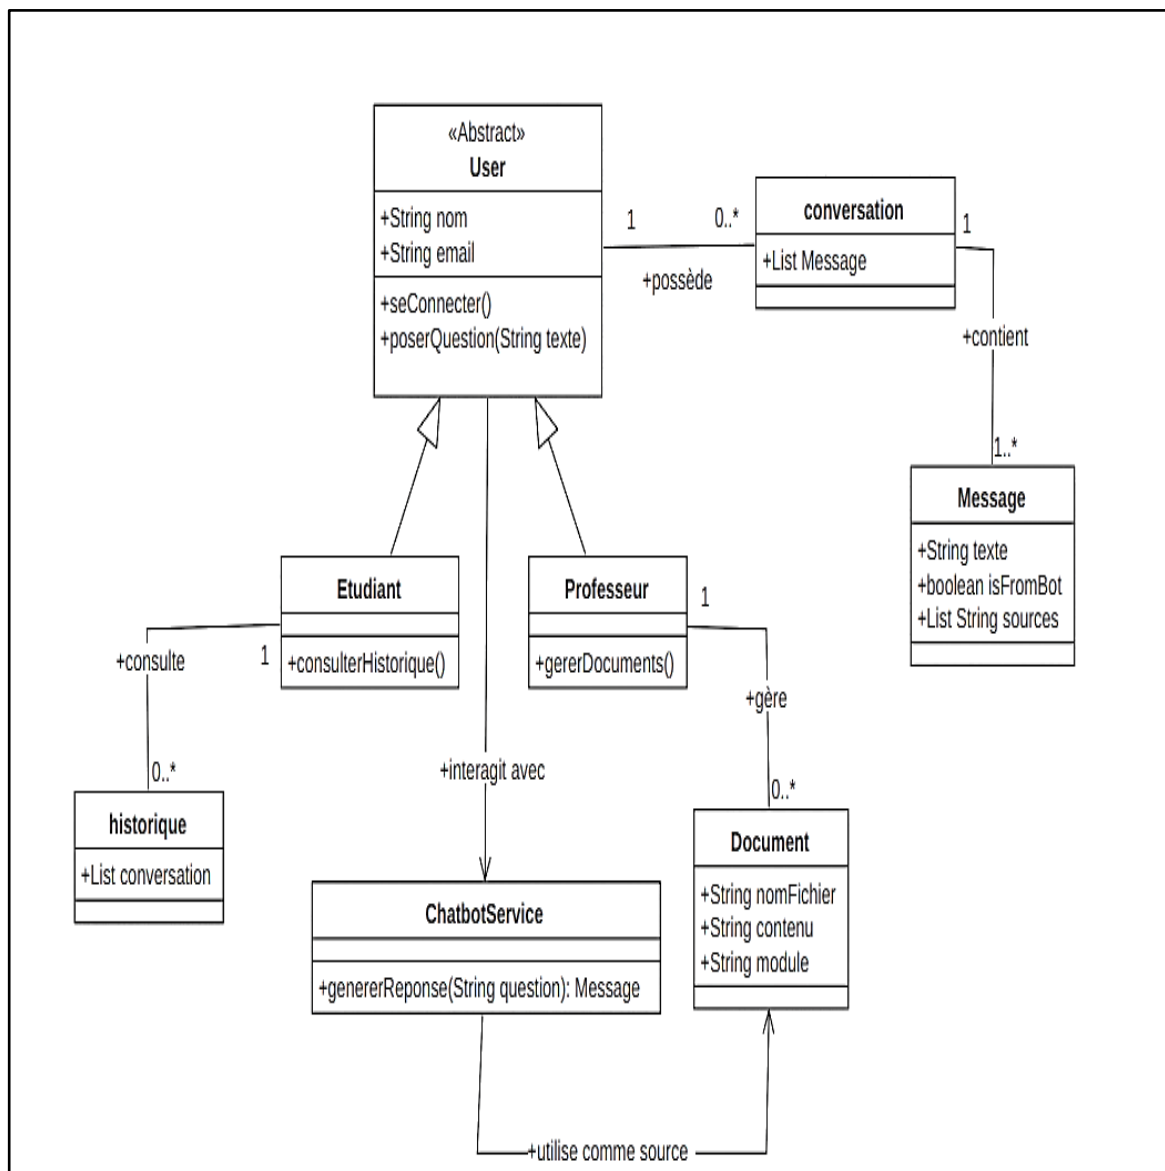 «Abstract»
User
+String nom
+String email
+seConnecter()
+poserQuestion(String texte)
1
0..*
+possède
conversation
+List Message
1
+contient
1..*
Message
+String texte
+boolean isFromBot
+List String sources
Etudiant
+consulterHistorique()
1
+consulte
0..*
historique
+List conversation
Professeur
+gererDocuments()
1
+gère
0..*
Document
+String nomFichier
+String contenu
+String module
+interagit avec
ChatbotService
+genererReponse(String question): Message
+utilise comme source